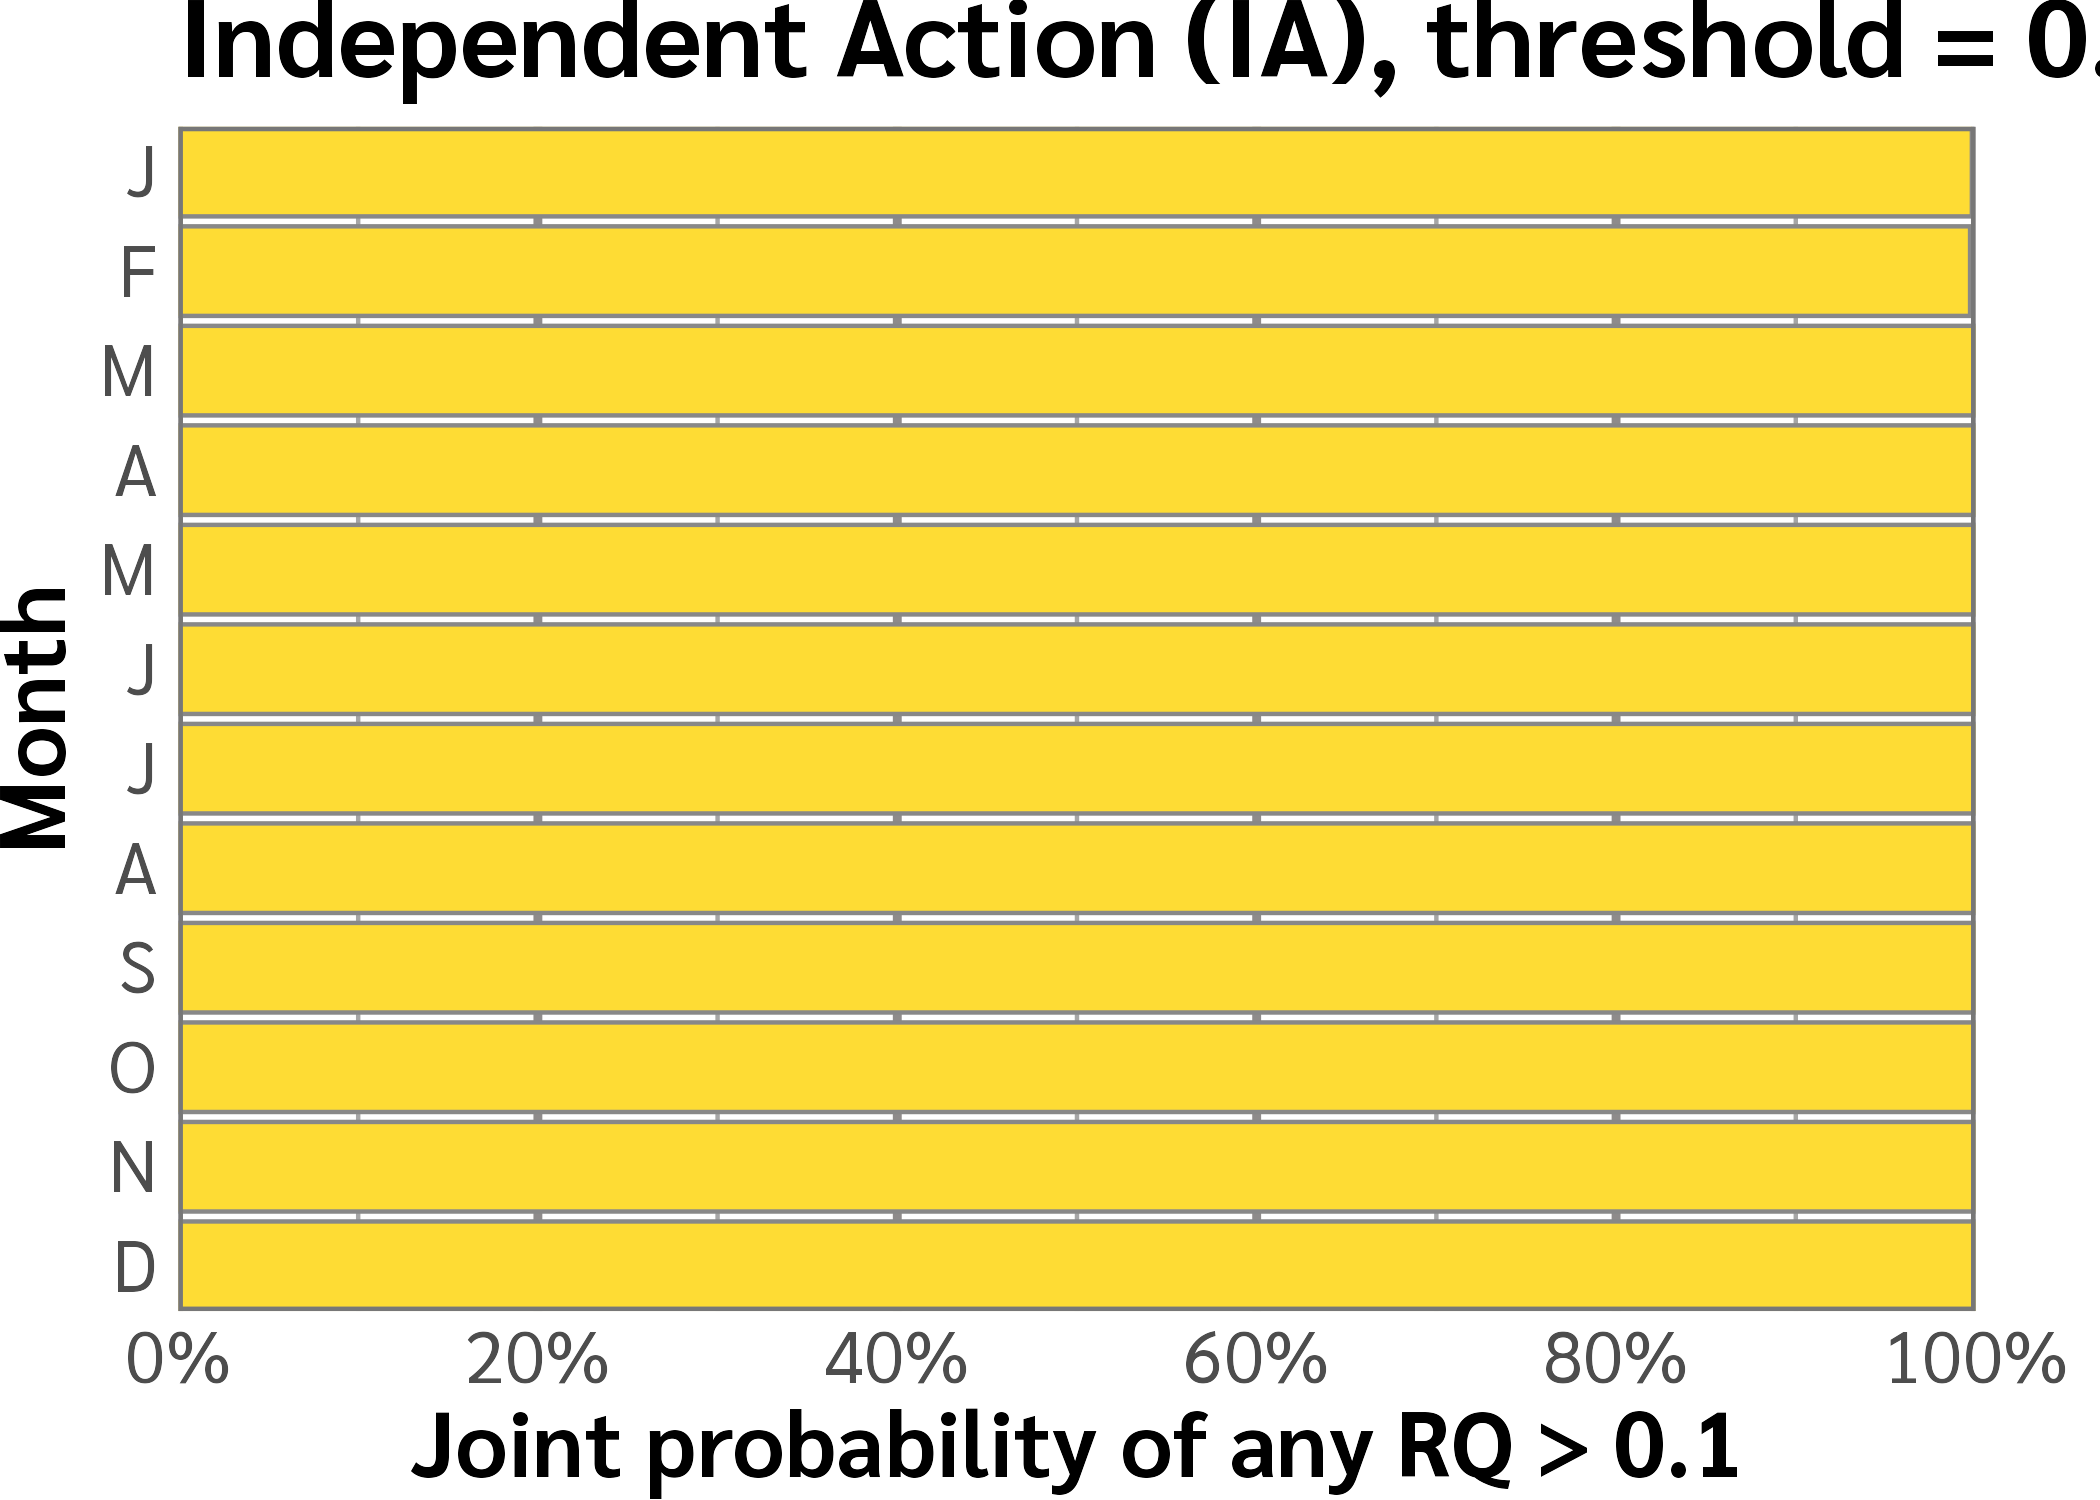 Independent Action (IA), threshold = 0.
J
F
M
A
M
J
J
A
S
O
N
D
Month
0% 20% 40% 60% 80% 100%
Joint probability of any RQ > 0.1